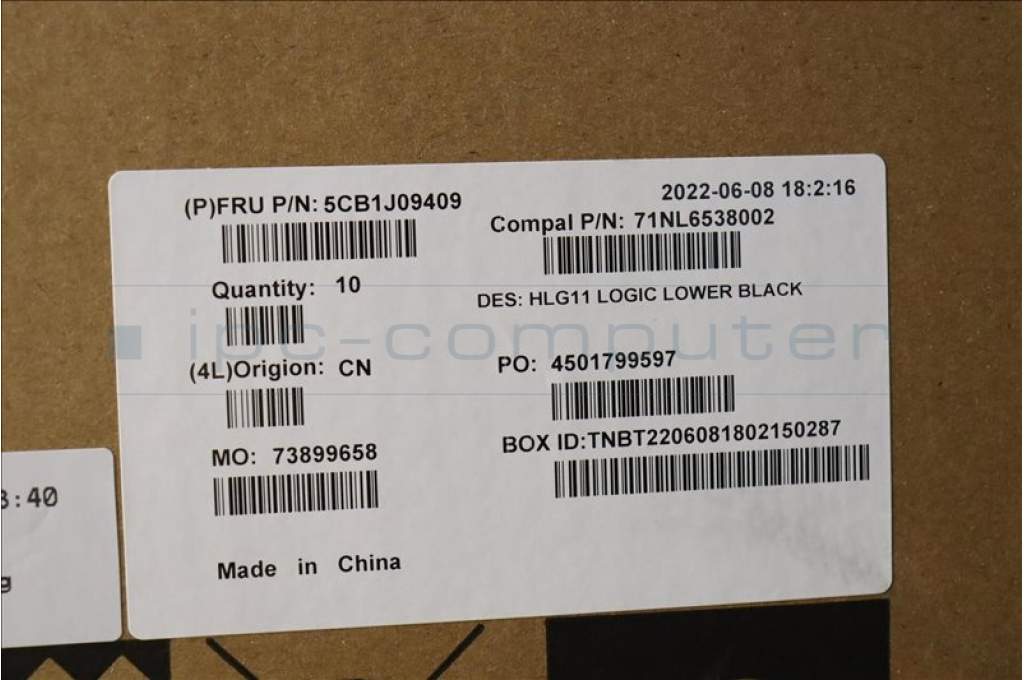 2022-06-08 18:2:16
(P)FRU P/N: 5CB1J09409
Compal P/N: 71NL6538002
Quantity: 10
DES: HLG11 LOGIC LOWER BLACK
ipc-computer
(4L)Origion: CN
PO: 4501799597
MO: 73899658
BOX ID:TNBT2206081802150287
Made in China
:40